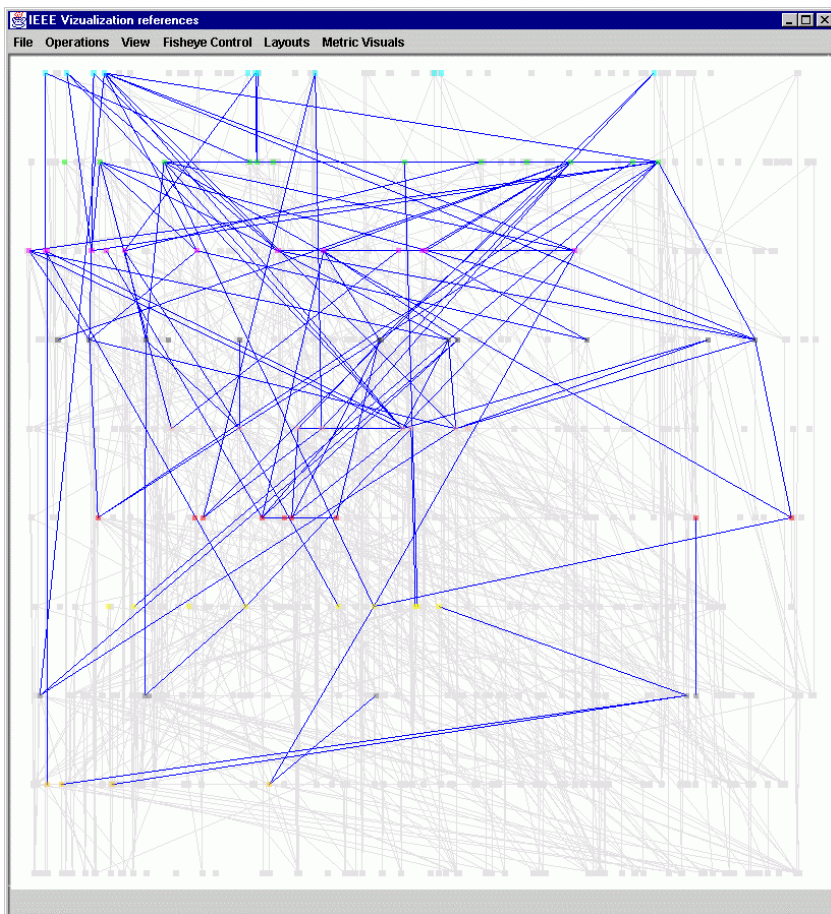 IEEE Vizualization references
File Operations View Fisheye Control Layouts Metric Visuals